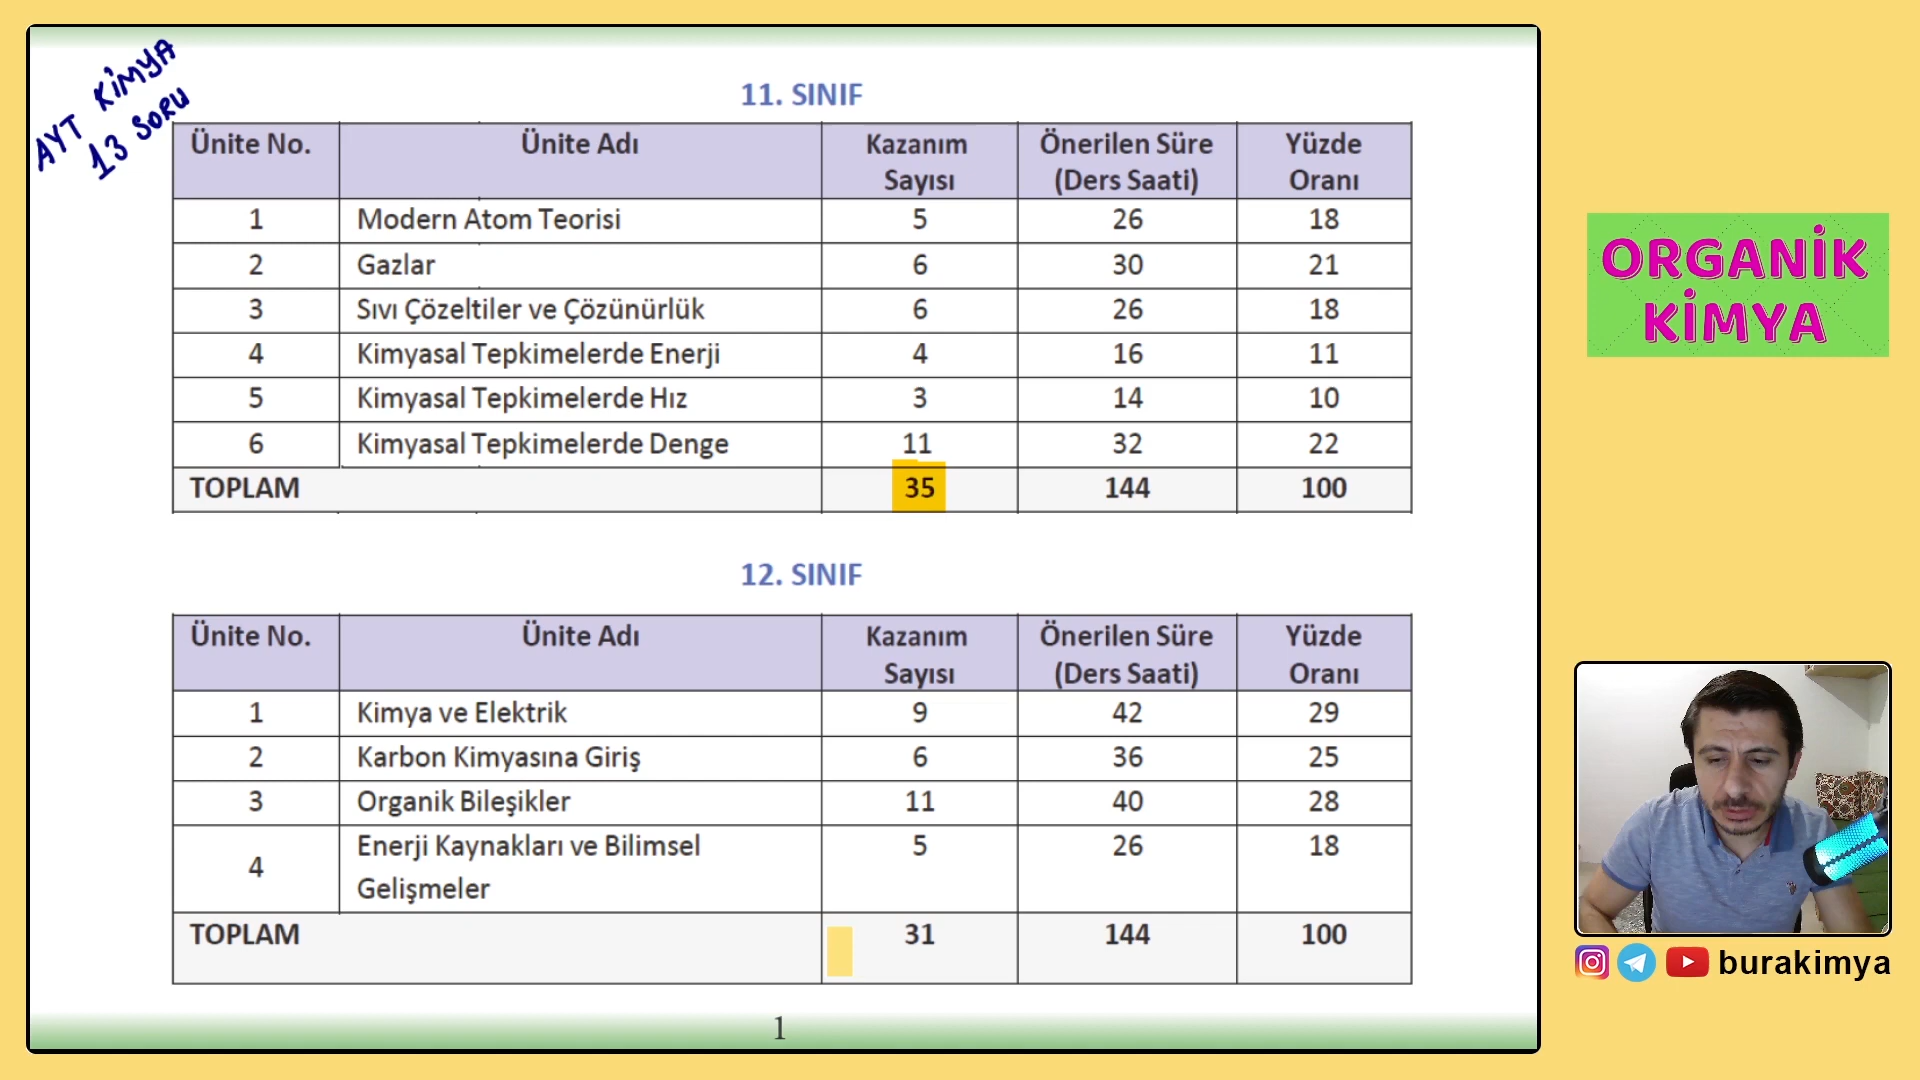 AYT KİMYA
13 SORU
11. SINIF
Ünite No. Ünite Adı Kazanım Sayısı Önerilen Süre (Ders Saati) Yüzde Oranı
1 Modern Atom Teorisi 5 26 18
2 Gazlar 6 30 21
3 Sıvı Çözeltiler ve Çözünürlük 6 26 18
4 Kimyasal Tepkimelerde Enerji 4 16 11
5 Kimyasal Tepkimelerde Hız 3 14 10
6 Kimyasal Tepkimelerde Denge 11 32 22
TOPLAM 35 144 100
12. SINIF
Ünite No. Ünite Adı Kazanım Sayısı Önerilen Süre (Ders Saati) Yüzde Oranı
1 Kimya ve Elektrik 9 42 29
2 Karbon Kimyasına Giriş 6 36 25
3 Organik Bileşikler 11 40 28
4 Enerji Kaynakları ve Bilimsel Gelişmeler 5 26 18
TOPLAM 31 144 100
1
ORGANİK
KİMYA
burakimya